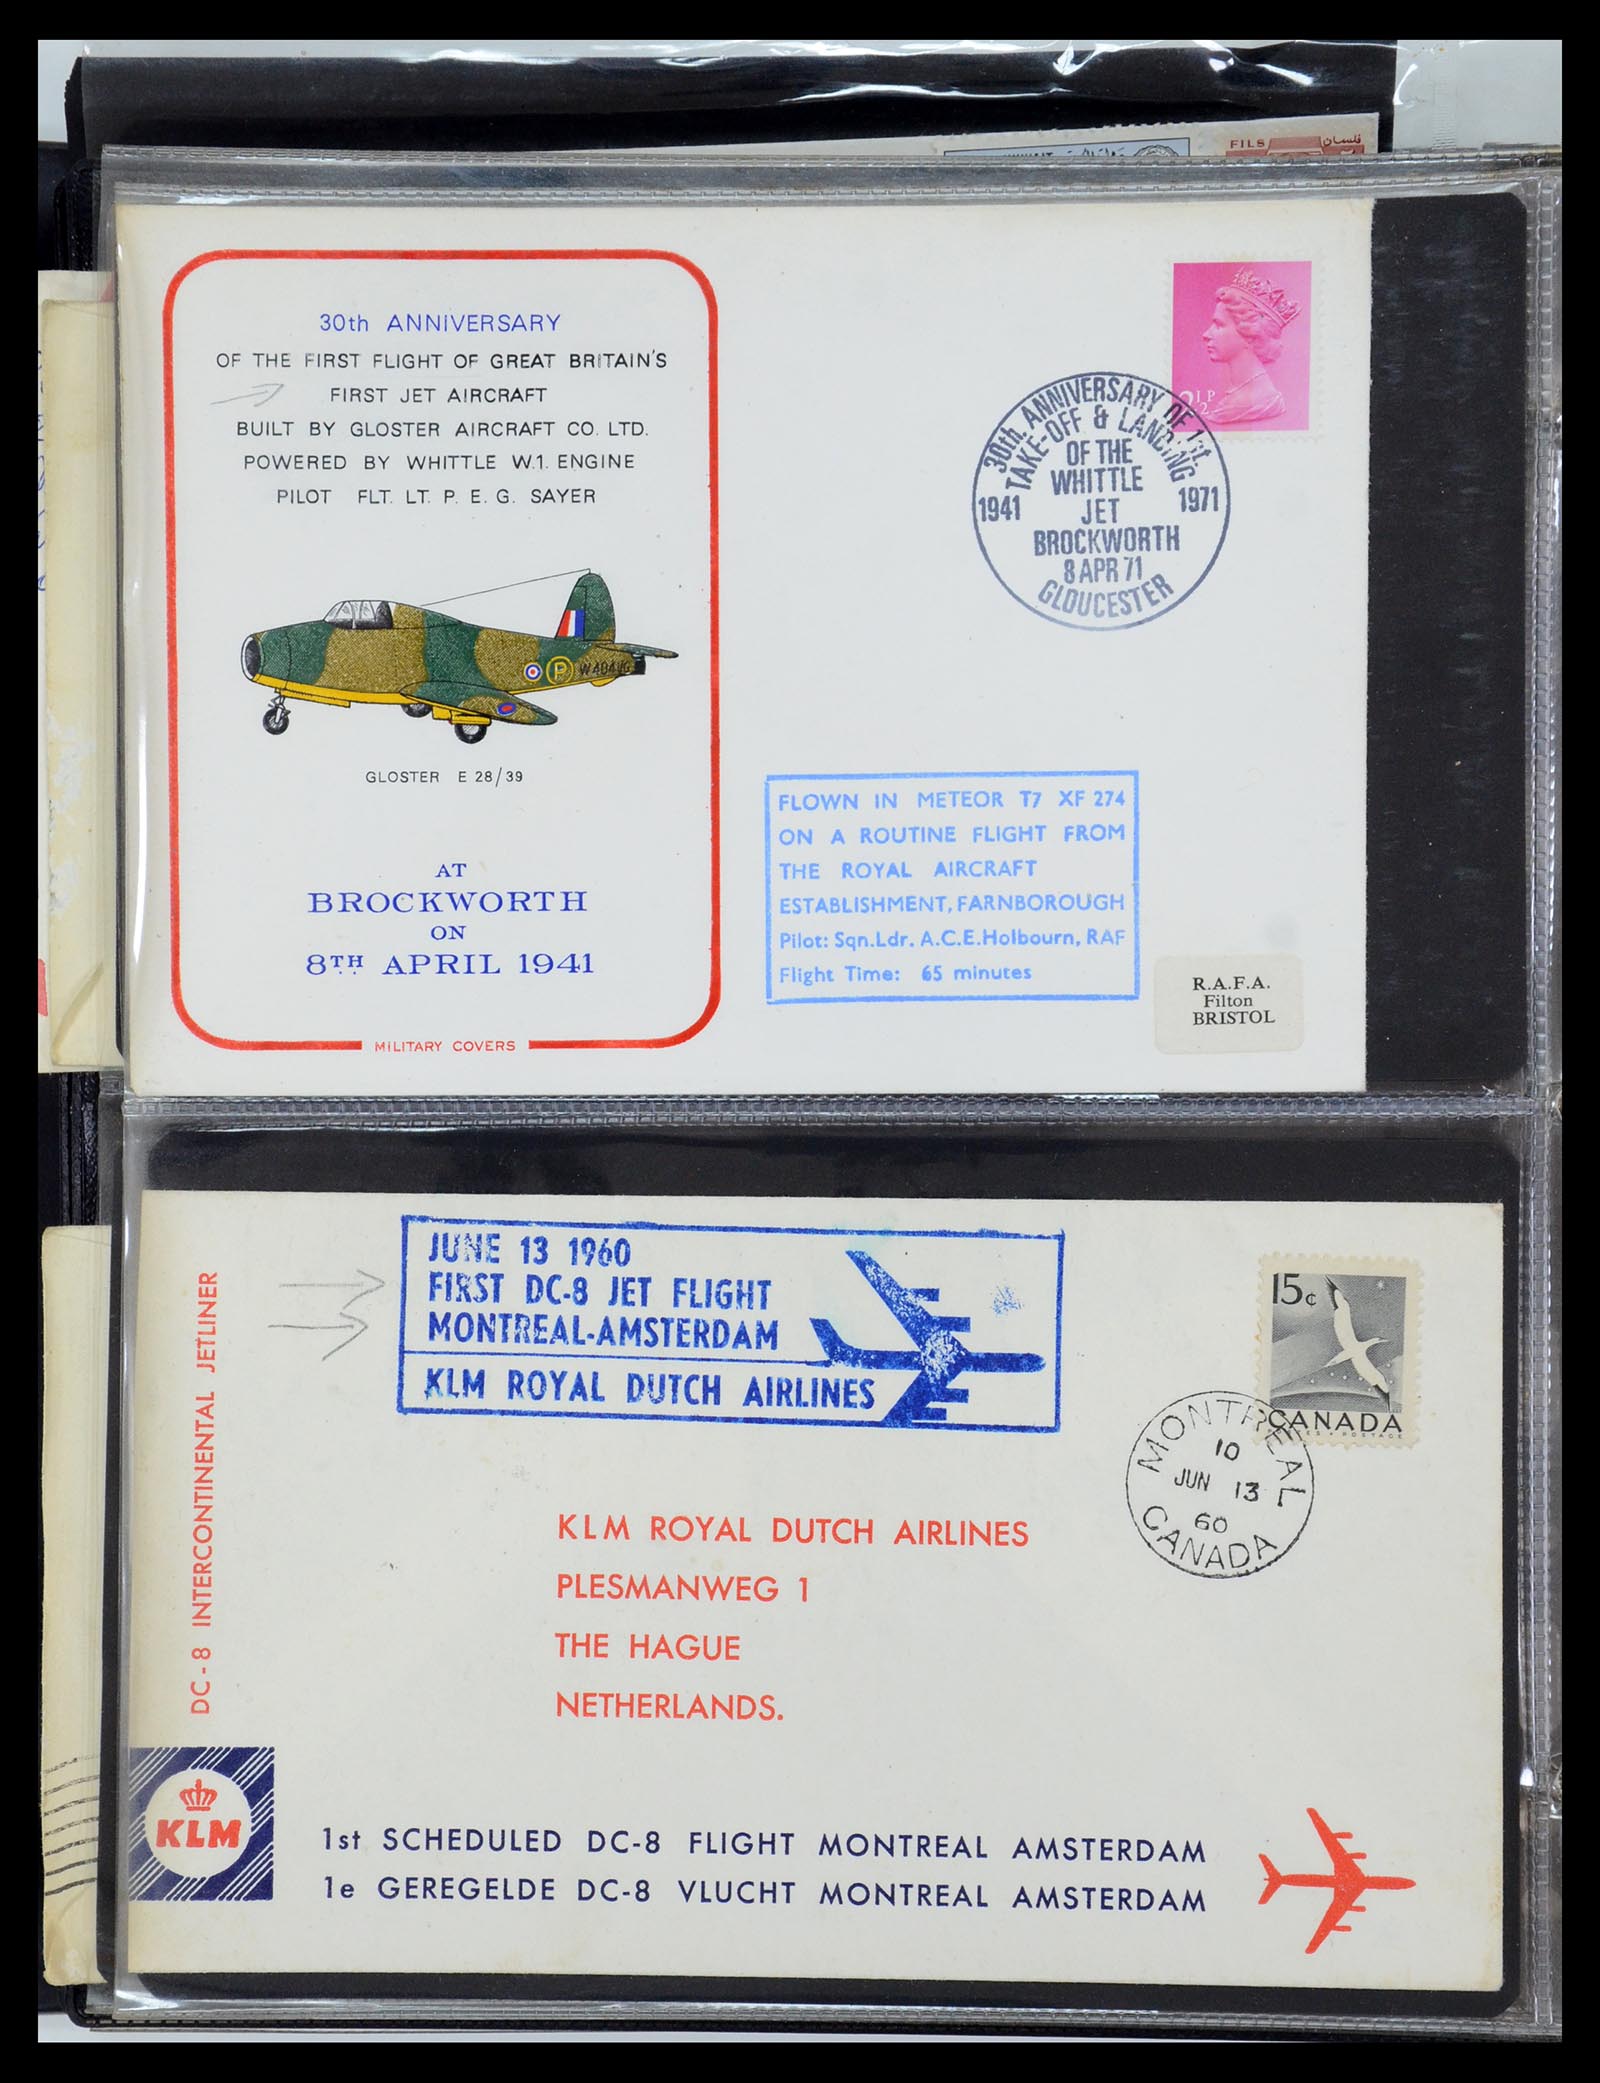 FILS فلسان
30th ANNIVERSARY
OF THE FIRST FLIGHT OF GREAT BRITAIN'S
FIRST JET AIRCRAFT
BUILT BY GLOSTER AIRCRAFT CO. LTD.
POWERED BY WHITTLE W.1. ENGINE
PILOT FLT. LT. P. E. G. SAYER
P
GLOSTER E 28/39
AT
BROCKWORTH
ON
8TH APRIL 1941
MILITARY COVERS
2½P
30th. ANNIVERSARY OF 1st.
TAKE-OFF & LANDING
OF THE
WHITTLE
1941 JET 1971
BROCKWORTH
8 APR 71
GLOUCESTER
FLOWN IN METEOR T7 XF 274
ON A ROUTINE FLIGHT FROM
THE ROYAL AIRCRAFT
ESTABLISHMENT, FARNBOROUGH
Pilot: Sqn.Ldr. A.C.E.Holbourn, RAF
Flight Time: 65 minutes
R.A.F.A.
Filton
BRISTOL
JUNE 13 1960
FIRST DC-8 JET FLIGHT
MONTREAL-AMSTERDAM
KLM ROYAL DUTCH AIRLINES
15c
CANADA
MONTREAL
10
JUN 13
60
CANADA
DC-8 INTERCONTINENTAL JETLINER
KLM ROYAL DUTCH AIRLINES
PLESMANWEG 1
THE HAGUE
NETHERLANDS.
KLM
1st SCHEDULED DC-8 FLIGHT MONTREAL AMSTERDAM
1e GEREGELDE DC-8 VLUCHT MONTREAL AMSTERDAM